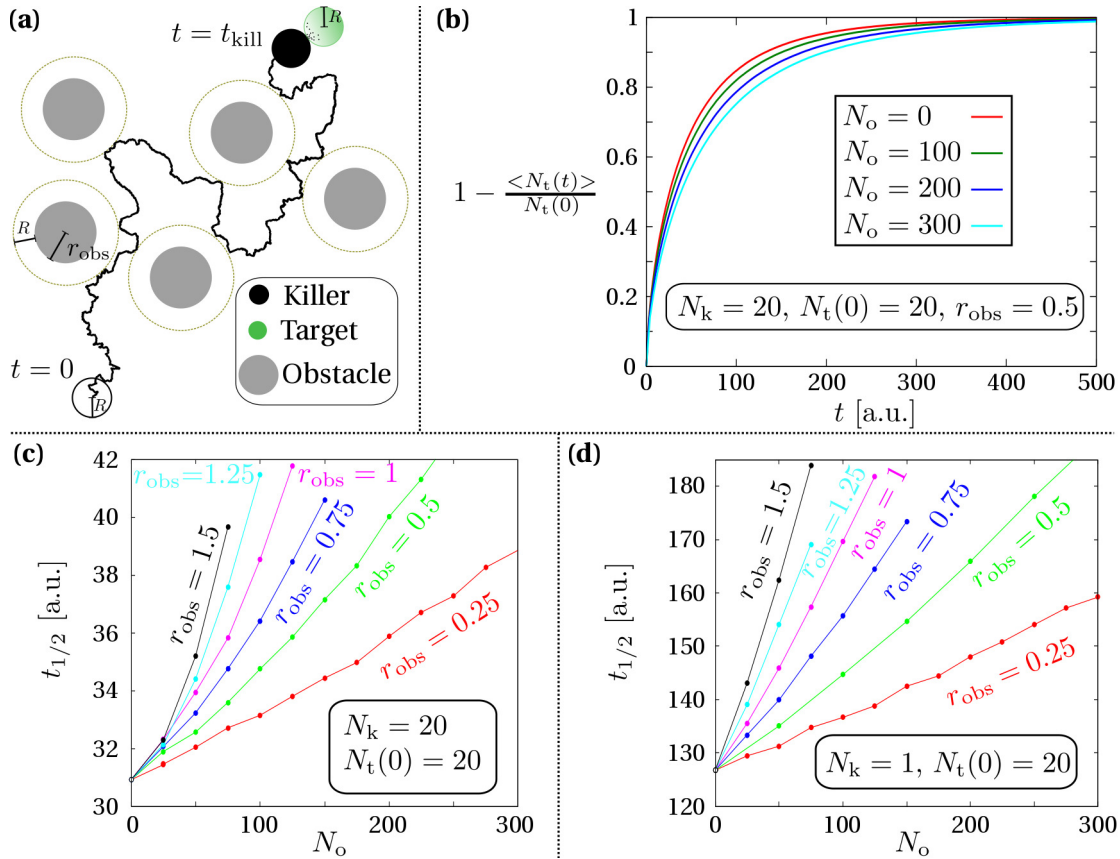 (a)
R
t = t_kill
R
r_obs
t = 0
R
Killer
Target
Obstacle
(b)
1
0.8
0.6
0.4
0.2
0
1 − <N_t(t)> / N_t(0)
N_o = 0
N_o = 100
N_o = 200
N_o = 300
N_k = 20, N_t(0) = 20, r_obs = 0.5
0 100 200 300 400 500
t [a.u.]
(c)
42
40
38
36
34
32
30
t_1/2 [a.u.]
r_obs=1.25
r_obs = 1
r_obs = 1.5
r_obs = 0.75
r_obs = 0.5
r_obs = 0.25
N_k = 20
N_t(0) = 20
0 100 200 300
N_o
(d)
180
170
160
150
140
130
120
t_1/2 [a.u.]
r_obs = 1.5
r_obs=1.25
r_obs = 1
r_obs = 0.75
r_obs = 0.5
r_obs = 0.25
N_k = 1, N_t(0) = 20
0 100 200 300
N_o